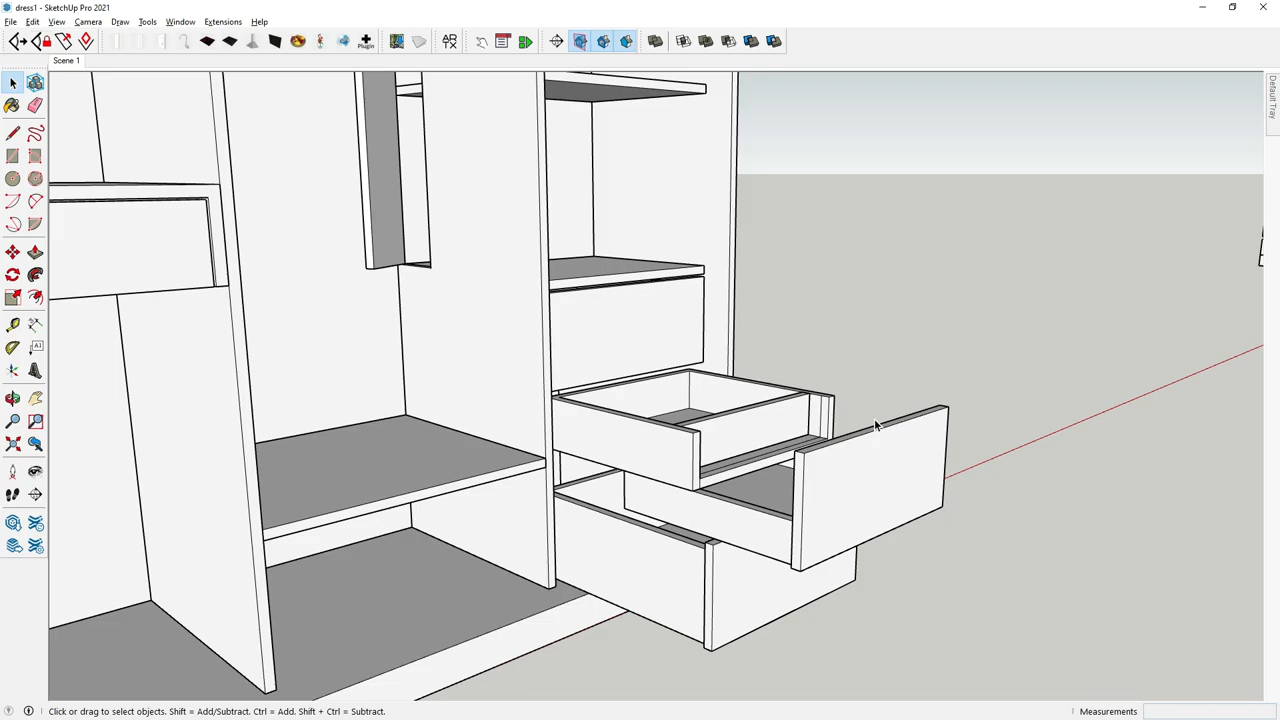 dress1 - SketchUp Pro 2021
File Edit View Camera Draw Tools Window Extensions Help
Plugin
Scene 1
Default Tray
Click or drag to select objects. Shift = Add/Subtract. Ctrl = Add. Shift + Ctrl = Subtract.
Measurements